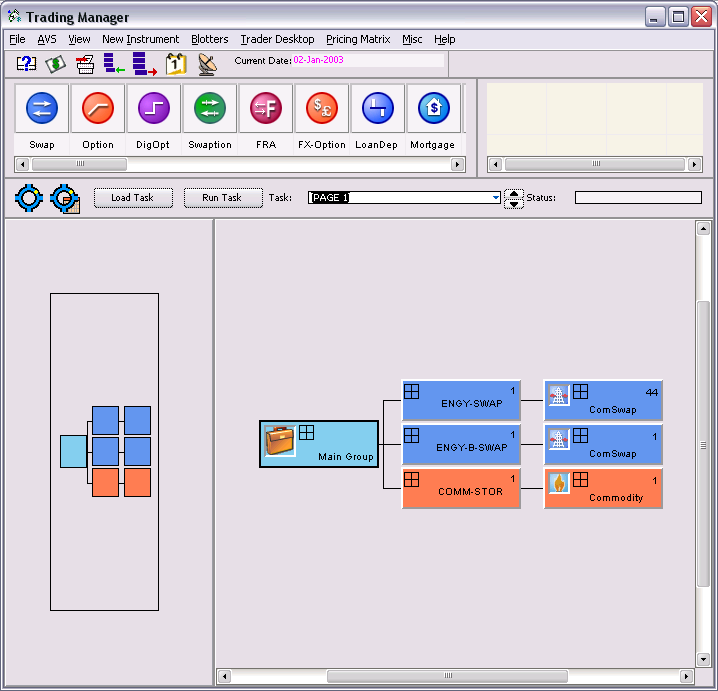 Trading Manager
File AVS View New Instrument Blotters Trader Desktop Pricing Matrix Misc Help
1 Current Date: 02-Jan-2003
F $ £ $
Swap Option DigOpt Swaption FRA FX-Option LoanDep Mortgage
Load Task Run Task Task: [PAGE 1] Status:
1 44
ENGY-SWAP ComSwap
1 1
Main Group ENGY-B-SWAP ComSwap
1 1
COMM-STOR Commodity